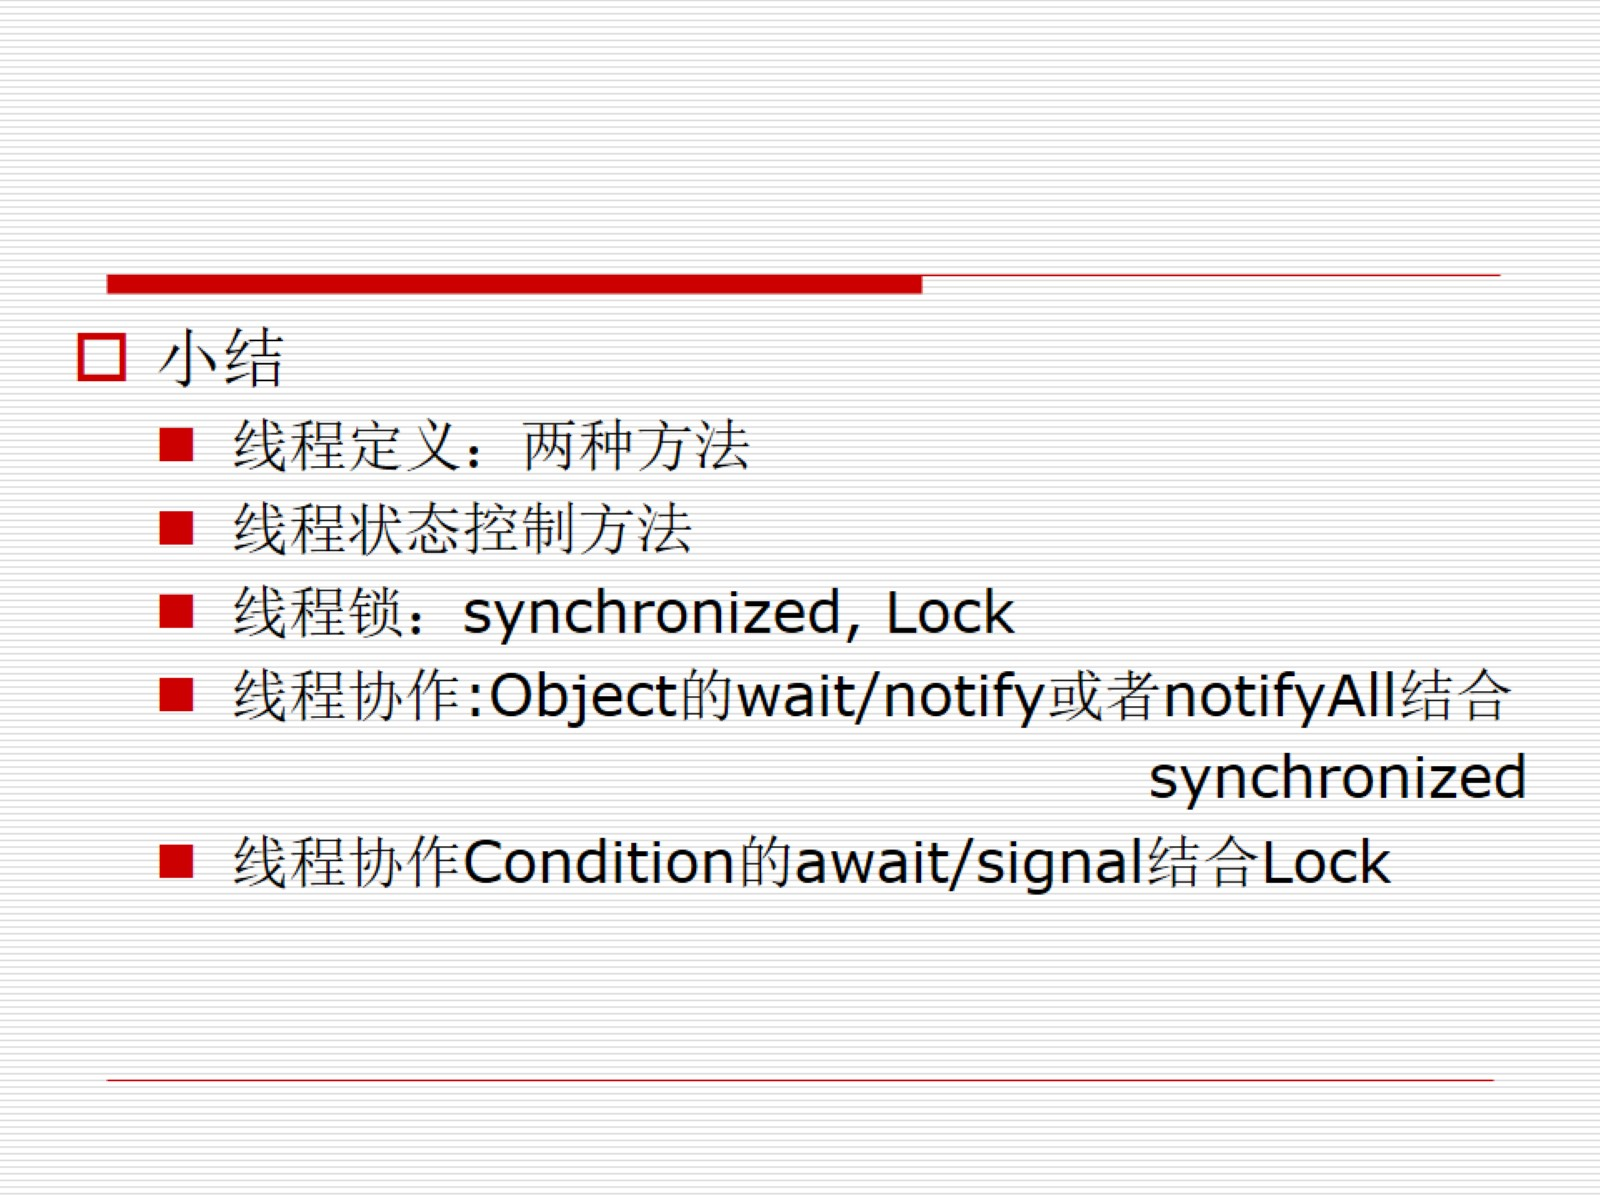 小结
线程定义：两种方法
线程状态控制方法
线程锁：synchronized, Lock
线程协作:Object的wait/notify或者notifyAll结合
synchronized
线程协作Condition的await/signal结合Lock